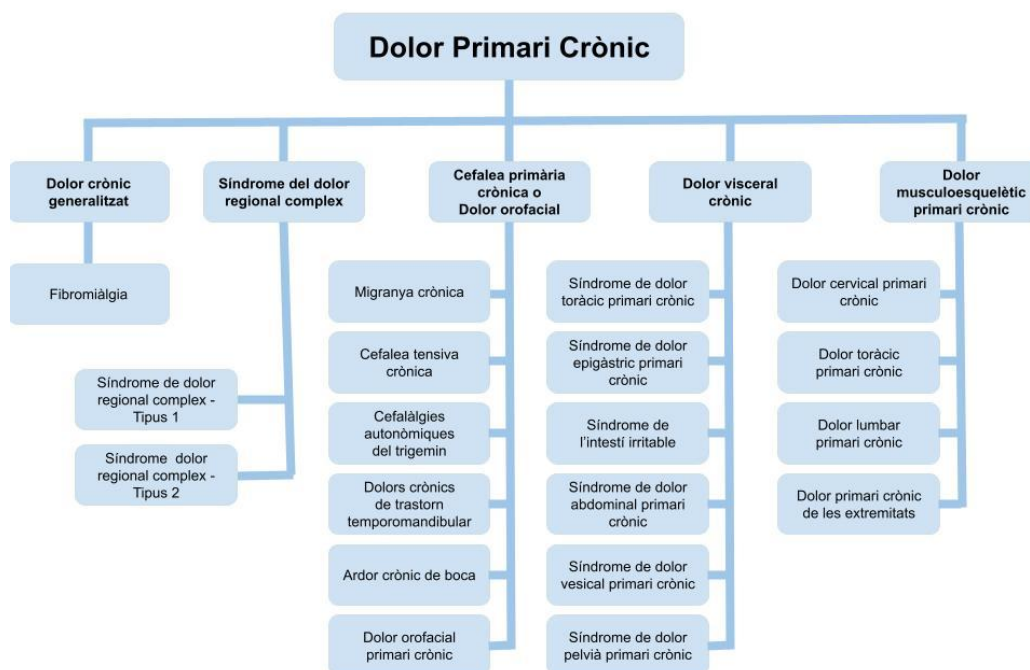 Dolor Primari Crònic
Dolor crònic
generalitzat
Síndrome del dolor
regional complex
Cefalea primària
crònica o
Dolor orofacial
Dolor visceral
crònic
Dolor
musculoesquelètic
primari crònic
Fibromiàlgia
Síndrome de dolor
regional complex -
Tipus 1
Síndrome dolor
regional complex -
Tipus 2
Migranya crònica
Cefalea tensiva
crònica
Cefalàlgies
autonòmiques
del trigemin
Dolors crònics
de trastorn
temporomandibular
Ardor crònic de boca
Dolor orofacial
primari crònic
Síndrome de dolor
toràcic primari crònic
Síndrome de dolor
epigàstric primari
crònic
Síndrome de
l'intestí irritable
Síndrome de dolor
abdominal primari
crònic
Síndrome de dolor
vesical primari crònic
Síndrome de dolor
pelvià primari crònic
Dolor cervical primari
crònic
Dolor toràcic
primari crònic
Dolor lumbar
primari crònic
Dolor primari crònic
de les extremitats